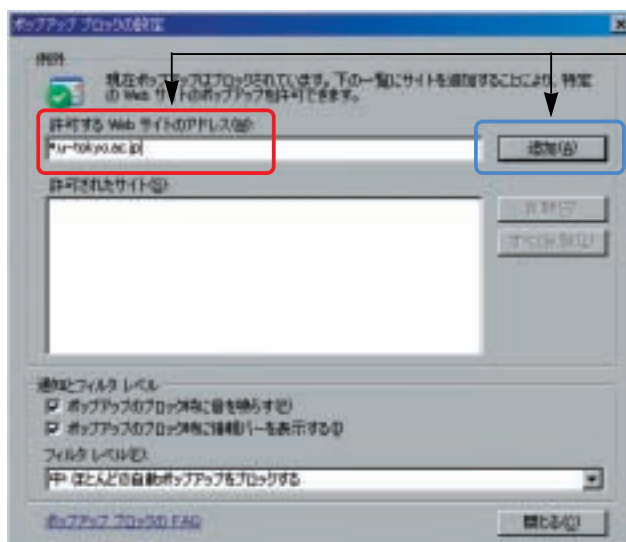 ポップアップ ブロックの設定
例外
現在ポップアップはブロックされています。下の一覧にサイトを追加することにより、特定
の Web サイトのポップアップを許可できます。
許可する Web サイトのアドレス(W):
*.u-tokyo.ac.jp
追加(A)
許可されたサイト(S):
通知とフィルタ レベル
ポップアップのブロック時に音を鳴らす(P)
ポップアップのブロック時に情報バーを表示する(I)
フィルタ レベル(F):
中: ほとんどの自動ポップアップをブロックする
ポップアップ ブロックの FAQ
閉じる(C)